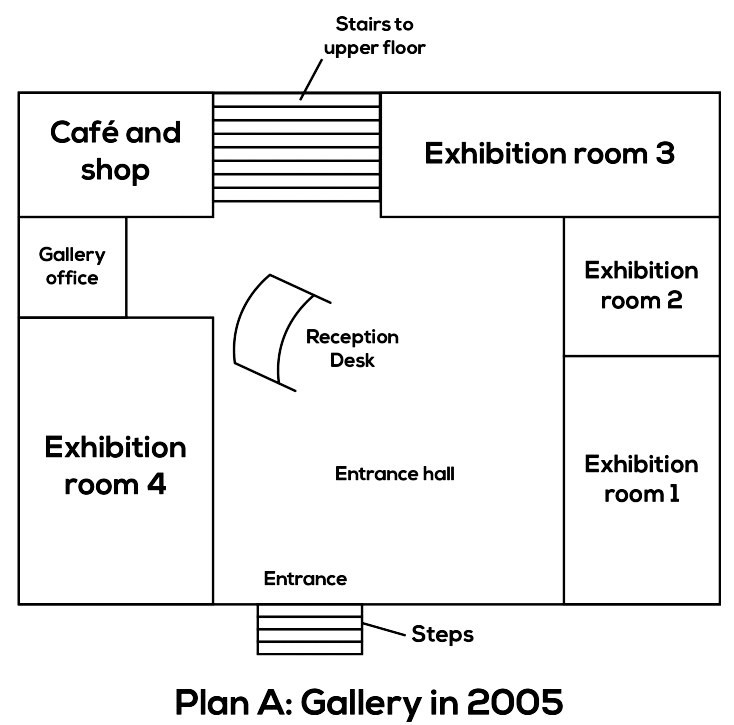 Stairs to
upper floor
Café and
shop
Exhibition room 3
Gallery
office
Exhibition
room 2
Reception
Desk
Exhibition
room 4
Entrance hall
Exhibition
room 1
Entrance
Steps
Plan A: Gallery in 2005